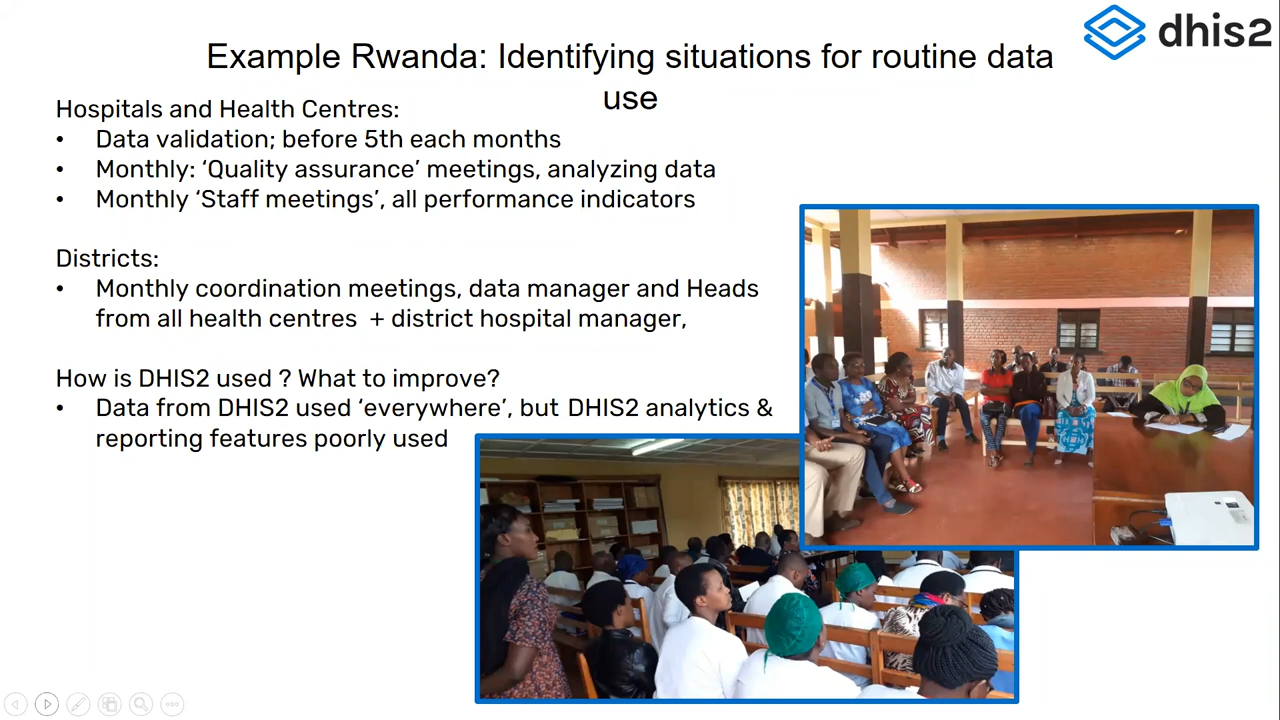 dhis2
Example Rwanda: Identifying situations for routine data
use
Hospitals and Health Centres:
• Data validation; before 5th each months
• Monthly: ‘Quality assurance’ meetings, analyzing data
• Monthly ‘Staff meetings’, all performance indicators
Districts:
• Monthly coordination meetings, data manager and Heads
from all health centres + district hospital manager,
How is DHIS2 used ? What to improve?
• Data from DHIS2 used ‘everywhere’, but DHIS2 analytics &
reporting features poorly used